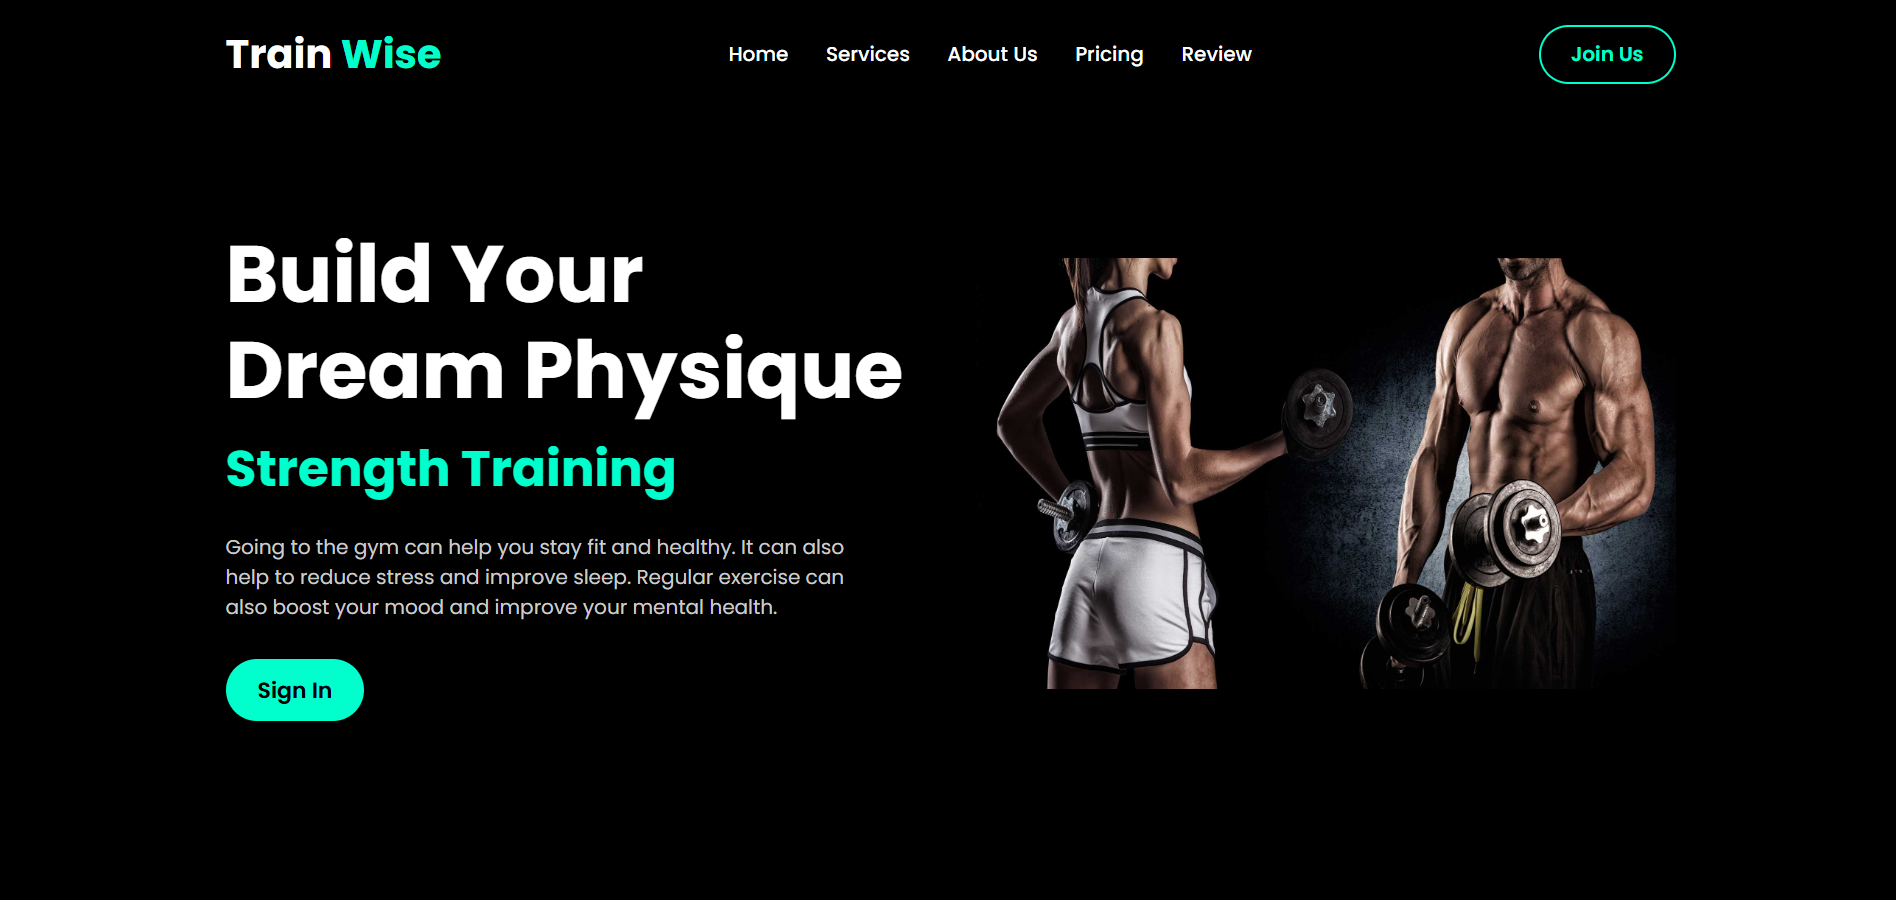 Train Wise
Home
Services
About Us
Pricing
Review
Join Us
Build Your
Dream Physique
Strength Training
Going to the gym can help you stay fit and healthy. It can also
help to reduce stress and improve sleep. Regular exercise can
also boost your mood and improve your mental health.
Sign In